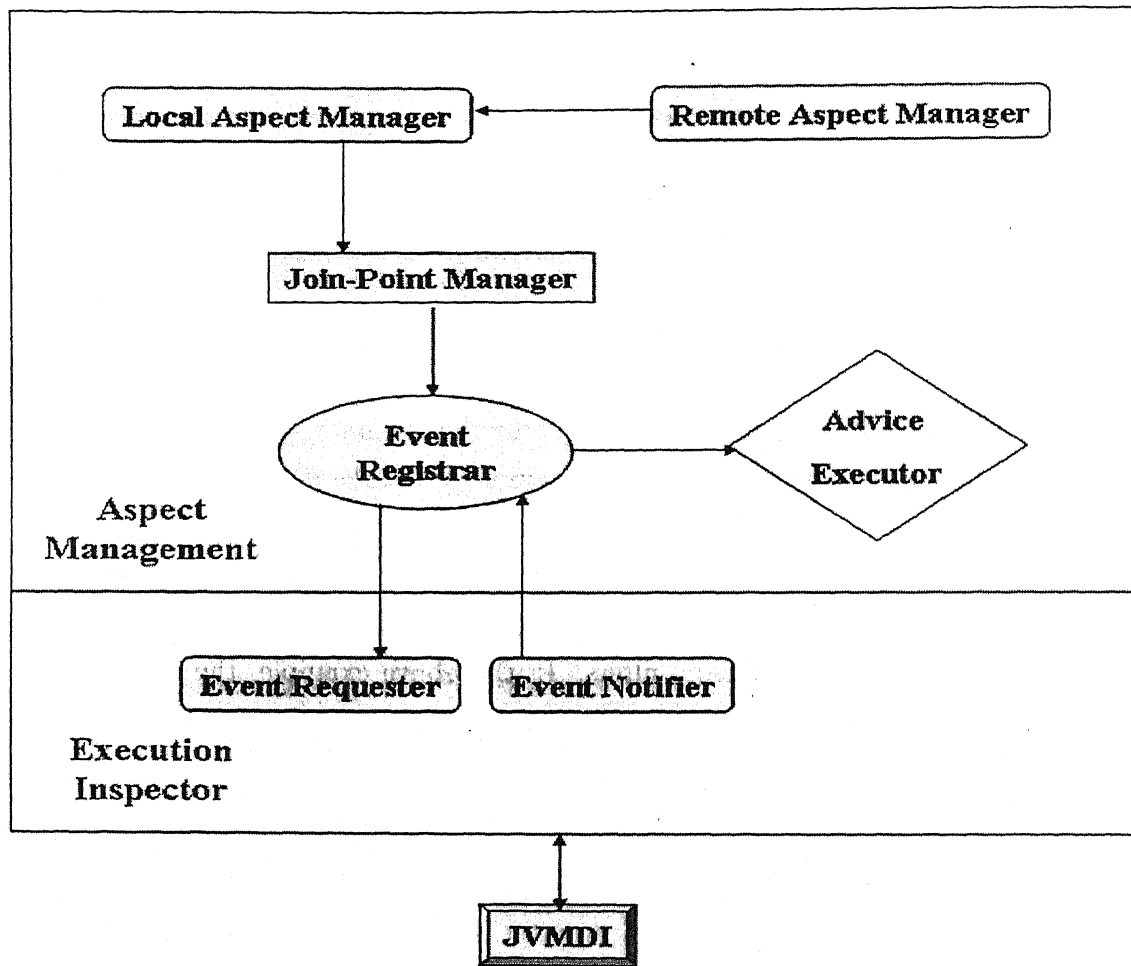 Local Aspect Manager
Remote Aspect Manager
Join-Point Manager
Event
Registrar
Advice
Executor
Aspect
Management
Event Requester
Event Notifier
Execution
Inspector
JVMDI